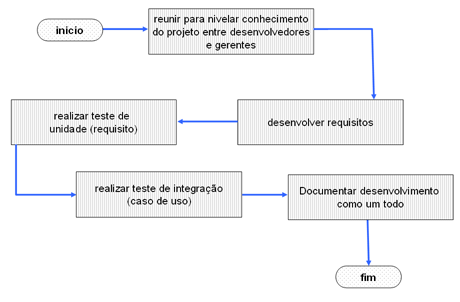 inicio
reunir para nivelar conhecimento
do projeto entre desenvolvedores
e gerentes
desenvolver requisitos
realizar teste de
unidade (requisito)
realizar teste de integração
(caso de uso)
Documentar desenvolvimento
como um todo
fim